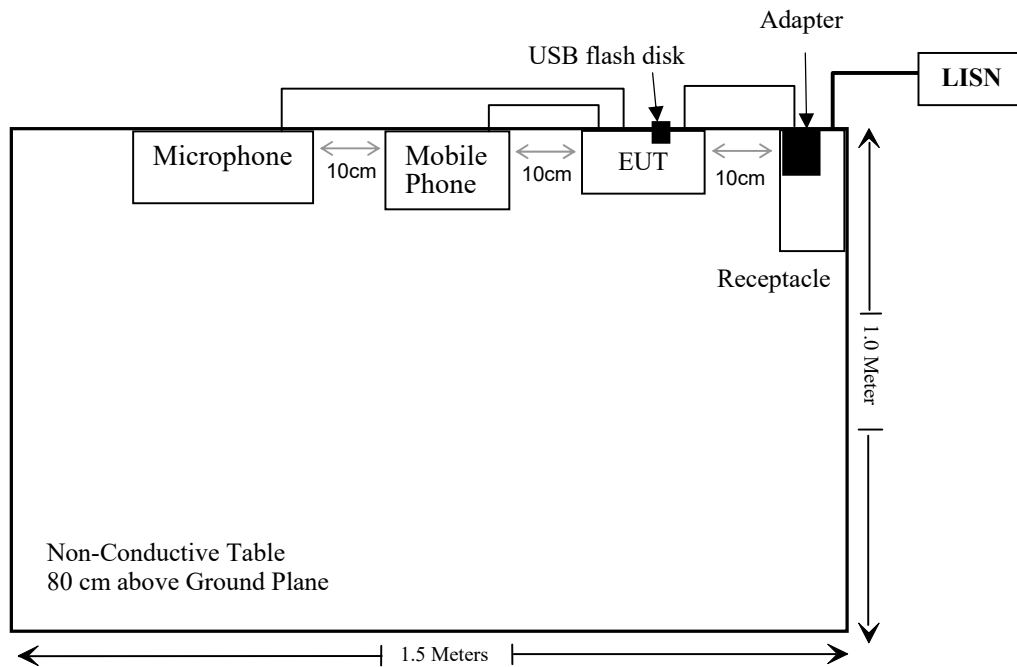 Adapter
USB flash disk
LISN
Microphone
10cm
Mobile
Phone
10cm
EUT
10cm
Receptacle
1.0 Meter
Non-Conductive Table
80 cm above Ground Plane
1.5 Meters